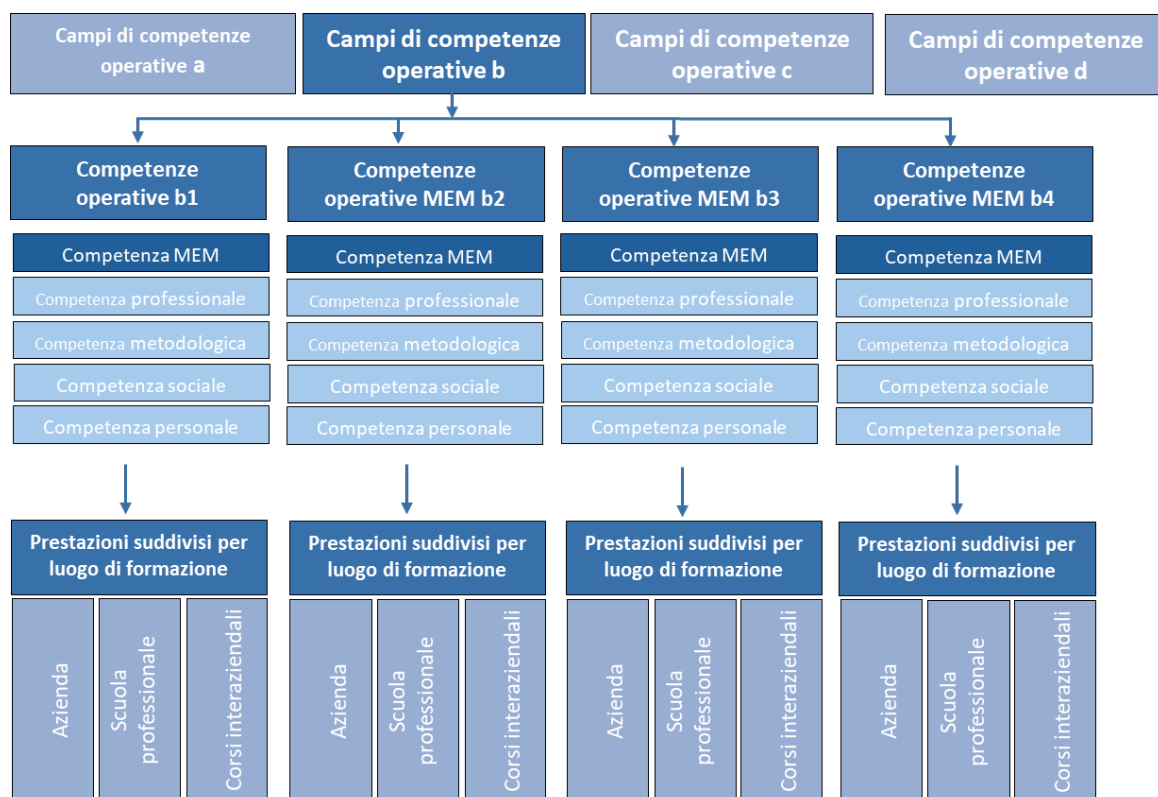 Campi di competenze
operative a
Campi di competenze
operative b
Campi di competenze
operative c
Campi di competenze
operative d
Competenze
operative b1
Competenze
operative MEM b2
Competenze
operative MEM b3
Competenze
operative MEM b4
Competenza MEM
Competenza MEM
Competenza MEM
Competenza MEM
Competenza professionale
Competenza professionale
Competenza professionale
Competenza professionale
Competenza metodologica
Competenza metodologica
Competenza metodologica
Competenza metodologica
Competenza sociale
Competenza sociale
Competenza sociale
Competenza sociale
Competenza personale
Competenza personale
Competenza personale
Competenza personale
Prestazioni suddivisi per
luogo di formazione
Prestazioni suddivisi per
luogo di formazione
Prestazioni suddivisi per
luogo di formazione
Prestazioni suddivisi per
luogo di formazione
Azienda
Scuola
professionale
Corsi interaziendali
Azienda
Scuola
professionale
Corsi interaziendali
Azienda
Scuola
professionale
Corsi interaziendali
Azienda
Scuola
professionale
Corsi interaziendali